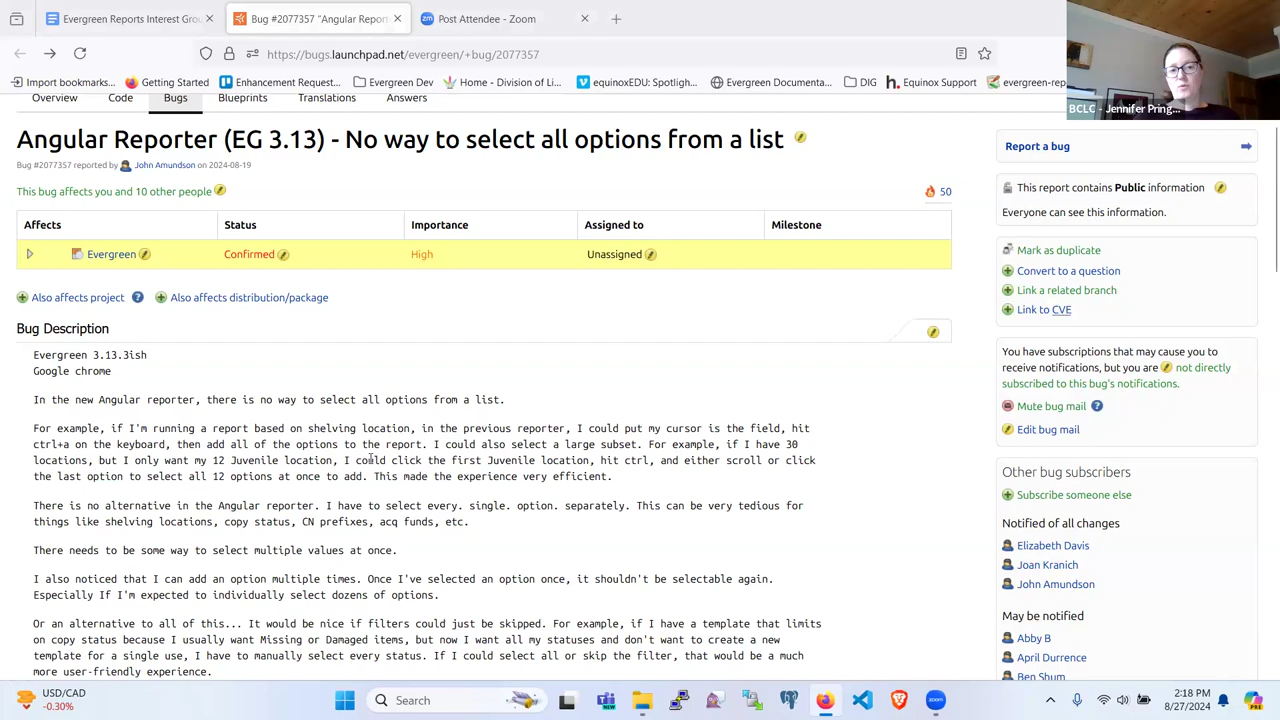 Evergreen Reports Interest Grou
Bug #2077357 "Angular Report
Post Attendee - Zoom
https://bugs.launchpad.net/evergreen/+bug/2077357
Import bookmarks...
Getting Started
Enhancement Request...
Evergreen Dev
Home - Division of Li...
equinoxEDU: Spotligh...
Evergreen Documenta...
DIG
Equinox Support
evergreen-rep
BCLC - Jennifer Pring...
Overview
Code
Bugs
Blueprints
Translations
Answers
Angular Reporter (EG 3.13) - No way to select all options from a list
Bug #2077357 reported by John Amundson on 2024-08-19
This bug affects you and 10 other people
50
Affects Status Importance Assigned to Milestone
Evergreen Confirmed High Unassigned
Also affects project Also affects distribution/package
Bug Description
Evergreen 3.13.3ish
Google chrome
In the new Angular reporter, there is no way to select all options from a list.
For example, if I'm running a report based on shelving location, in the previous reporter, I could put my cursor is the field, hit
ctrl+a on the keyboard, then add all of the options to the report. I could also select a large subset. For example, if I have 30
locations, but I only want my 12 Juvenile location, I could click the first Juvenile location, hit ctrl, and either scroll or click
the last option to select all 12 options at once to add. This made the experience very efficient.
There is no alternative in the Angular reporter. I have to select every. single. option. separately. This can be very tedious for
things like shelving locations, copy status, CN prefixes, acq funds, etc.
There needs to be some way to select multiple values at once.
I also noticed that I can add an option multiple times. Once I've selected an option once, it shouldn't be selectable again.
Especially If I'm expected to individually select dozens of options.
Or an alternative to all of this... It would be nice if filters could just be skipped. For example, if I have a template that limits
on copy status because I usually want Missing or Damaged items, but now I want all my statuses and don't want to create a new
template for a single use, I have to manually select every status. If I could select all or skip the filter, that would be a much
more user-friendly experience.
Report a bug
This report contains Public information
Everyone can see this information.
Mark as duplicate
Convert to a question
Link a related branch
Link to CVE
You have subscriptions that may cause you to
receive notifications, but you are not directly
subscribed to this bug's notifications.
Mute bug mail
Edit bug mail
Other bug subscribers
Subscribe someone else
Notified of all changes
Elizabeth Davis
Joan Kranich
John Amundson
May be notified
Abby B
April Durrence
Ben Shum
USD/CAD
-0.30%
Search
2:18 PM
8/27/2024